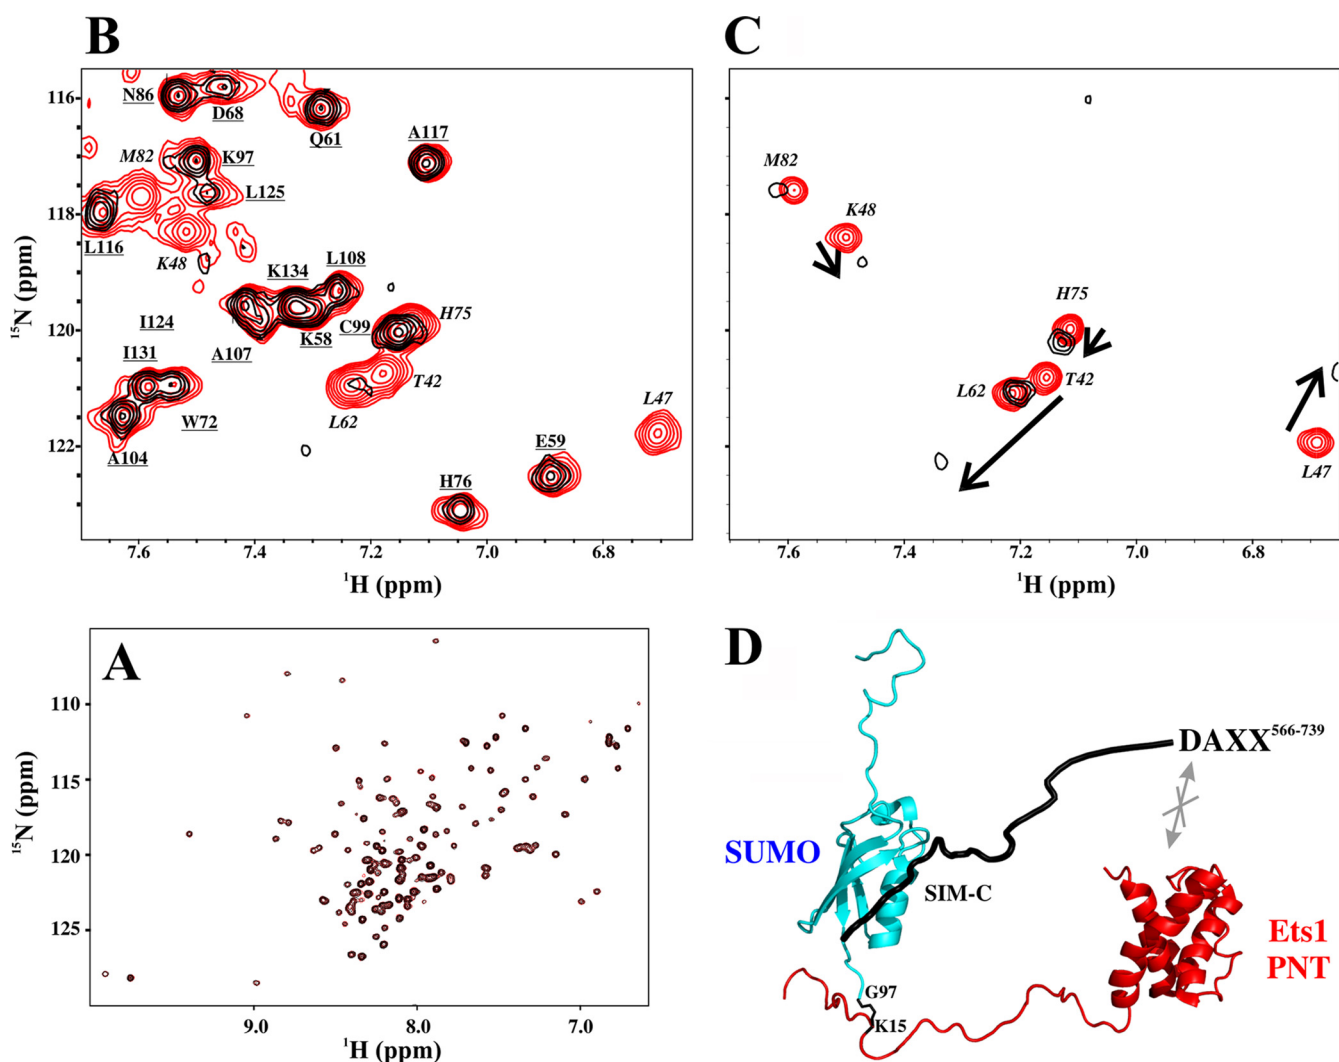 B
116
118
120
122
¹⁵N (ppm)
N86
D68
Q61
A117
M82
K97
L125
L116
K48
K134
L108
H75
I124
C99
I131
A107
K58
T42
L62
L47
W72
E59
A104
H76
7.6
7.4
7.2
7.0
6.8
¹H (ppm)
C
M82
K48
H75
L62
T42
L47
7.6
7.4
7.2
7.0
6.8
¹H (ppm)
A
110
115
120
125
¹⁵N (ppm)
9.0
8.0
7.0
¹H (ppm)
D
DAXX⁵⁶⁶⁻⁷³⁹
SUMO
SIM-C
Ets1
PNT
G97
K15